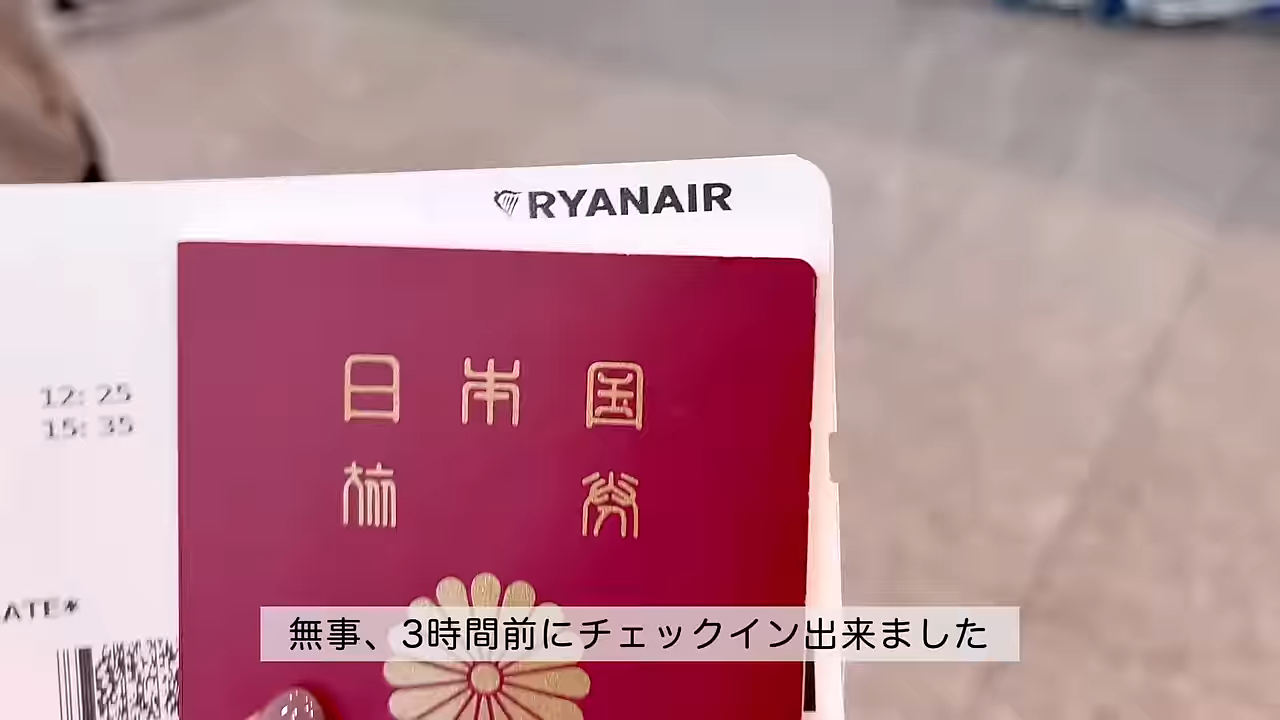 RYANAIR
日本国
旅券
12: 25
15: 35
ATE*
無事、3時間前にチェックイン出来ました